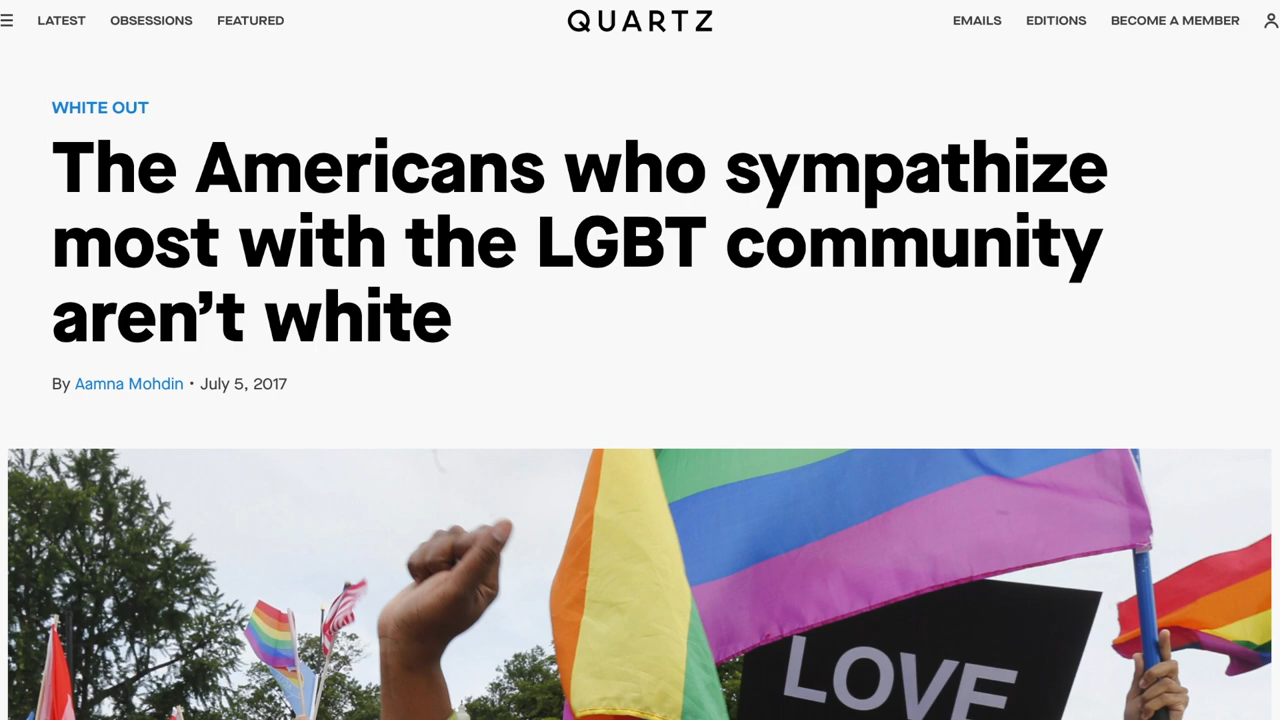 LATEST OBSESSIONS FEATURED QUARTZ EMAILS EDITIONS BECOME A MEMBER
WHITE OUT
The Americans who sympathize
most with the LGBT community
aren’t white
By Aamna Mohdin • July 5, 2017
LOVE